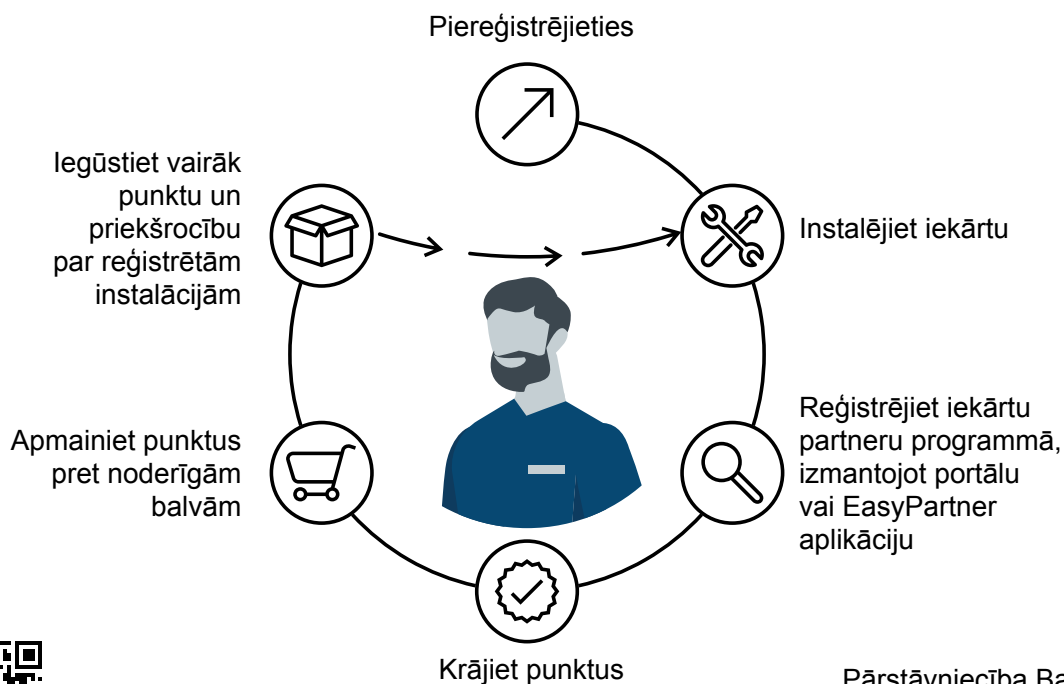 Piereģistrējieties
Iegūstiet vairāk
punktu un
priekšrocību
par reģistrētām
instalācijām
Instalējiet iekārtu
Reģistrējiet iekārtu
partneru programmā,
izmantojot portālu
vai EasyPartner
aplikāciju
Apmainiet punktus
pret noderīgām
balvām
Krājiet punktus
Pārstāvniecība